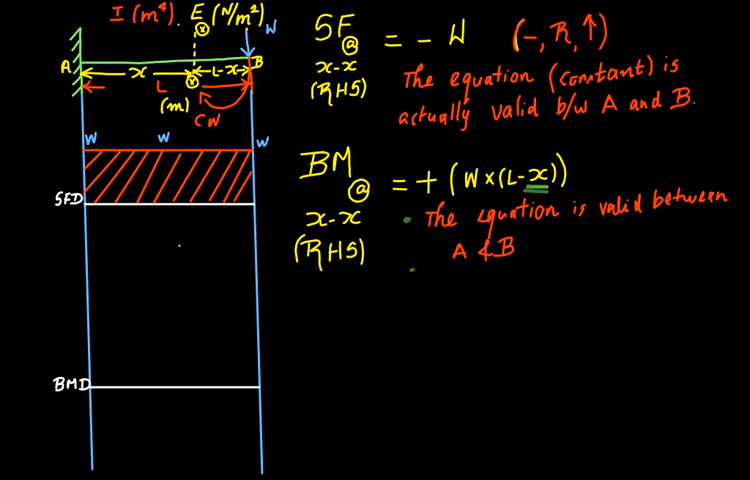 I (m⁴). E (N/m²)
W
A x L-x B
L
(m)
CW
W W W
SFD
BMD
SF @ x-x (RHS) = - W (-, R, ↑)
The equation (constant) is
actually valid b/w A and B.
BM @ x-x (RHS) = + (W×(L-x))
The equation is valid between
A & B